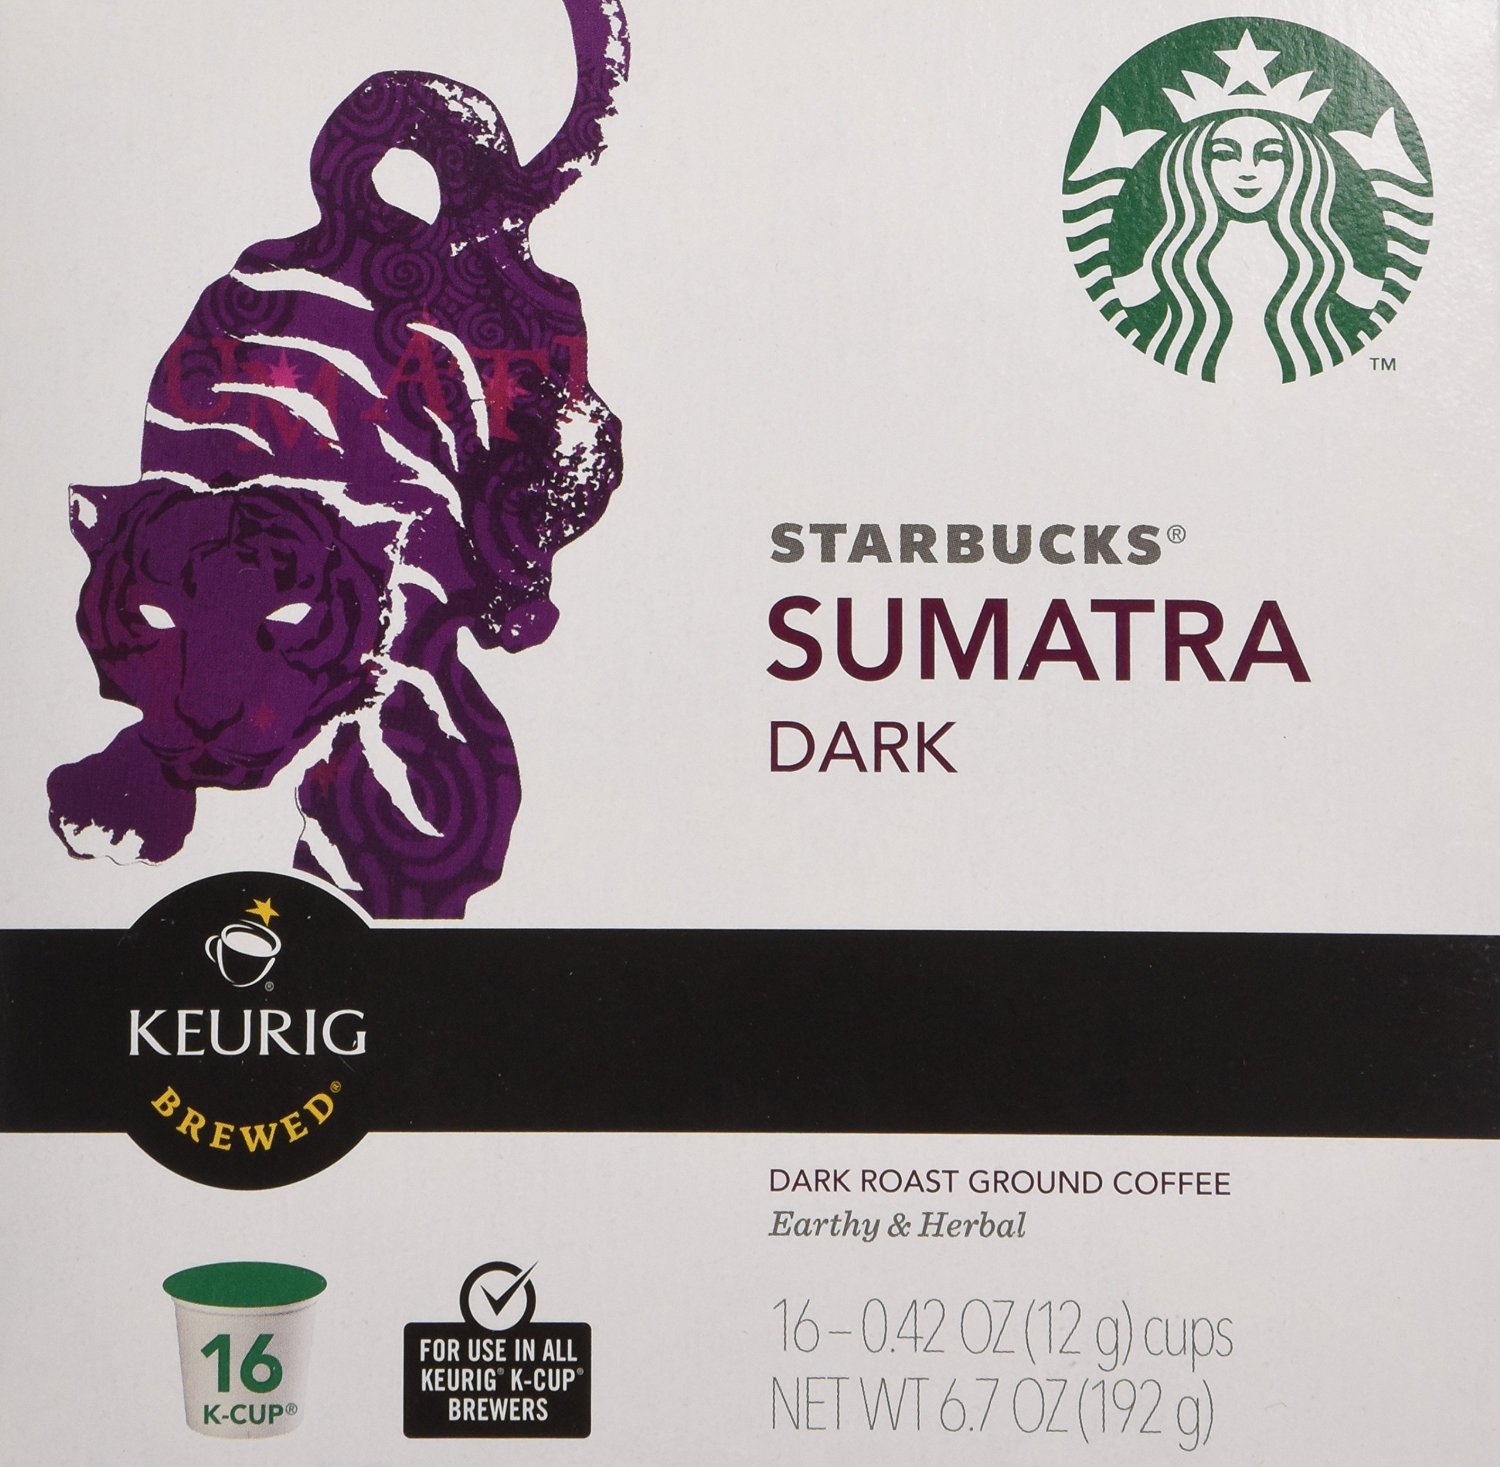 TM
STARBUCKS®
SUMATRA
DARK
KEURIG®
BREWED®
DARK ROAST GROUND COFFEE
Earthy & Herbal
16
K-CUP®
FOR USE IN ALL
KEURIG® K-CUP®
BREWERS
16–0.42 OZ (12 g) cups
NET WT 6.7 OZ (192 g)